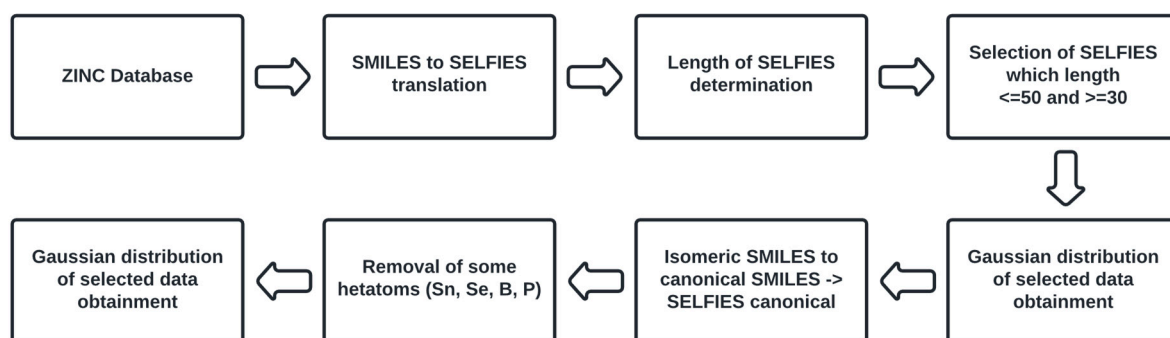 ZINC Database
SMILES to SELFIES
translation
Length of SELFIES
determination
Selection of SELFIES
which length
<=50 and >=30
Gaussian distribution
of selected data
obtainment
Isomeric SMILES to
canonical SMILES ->
SELFIES canonical
Removal of some
hetatoms (Sn, Se, B, P)
Gaussian distribution
of selected data
obtainment